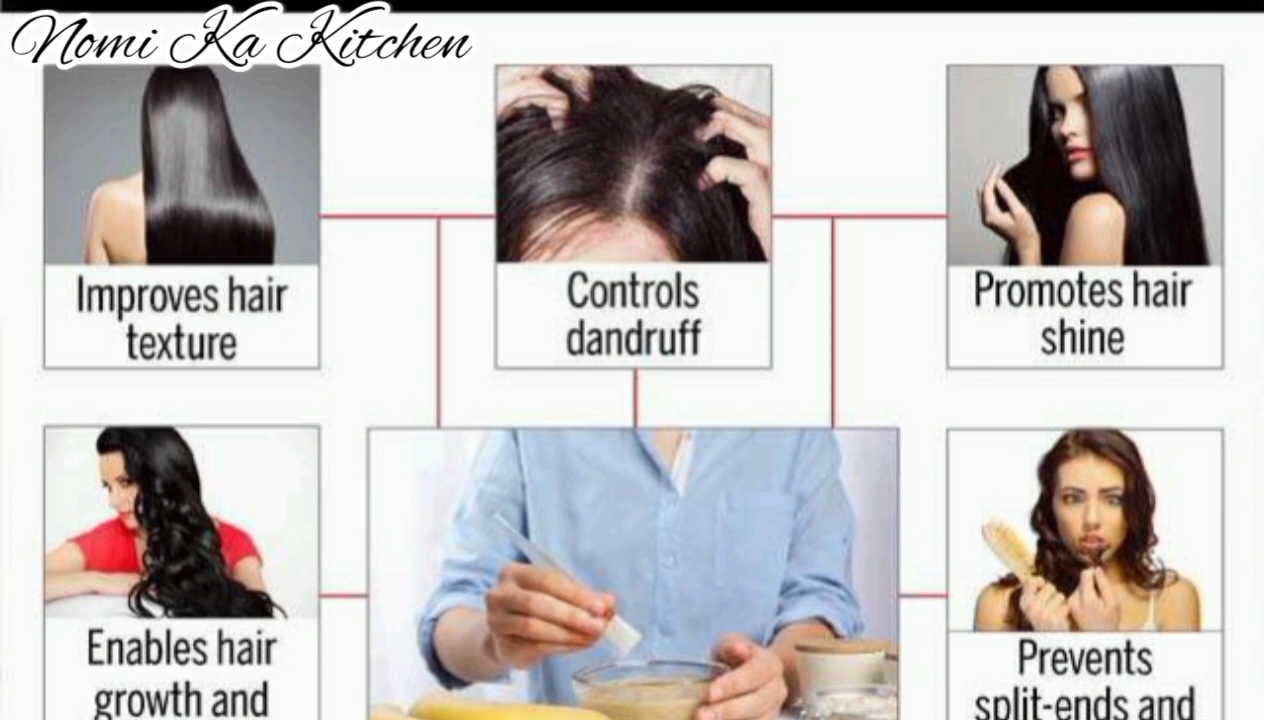 Nomi Ka Kitchen
Improves hair
texture
Controls
dandruff
Promotes hair
shine
Enables hair
growth and
Prevents
split-ends and